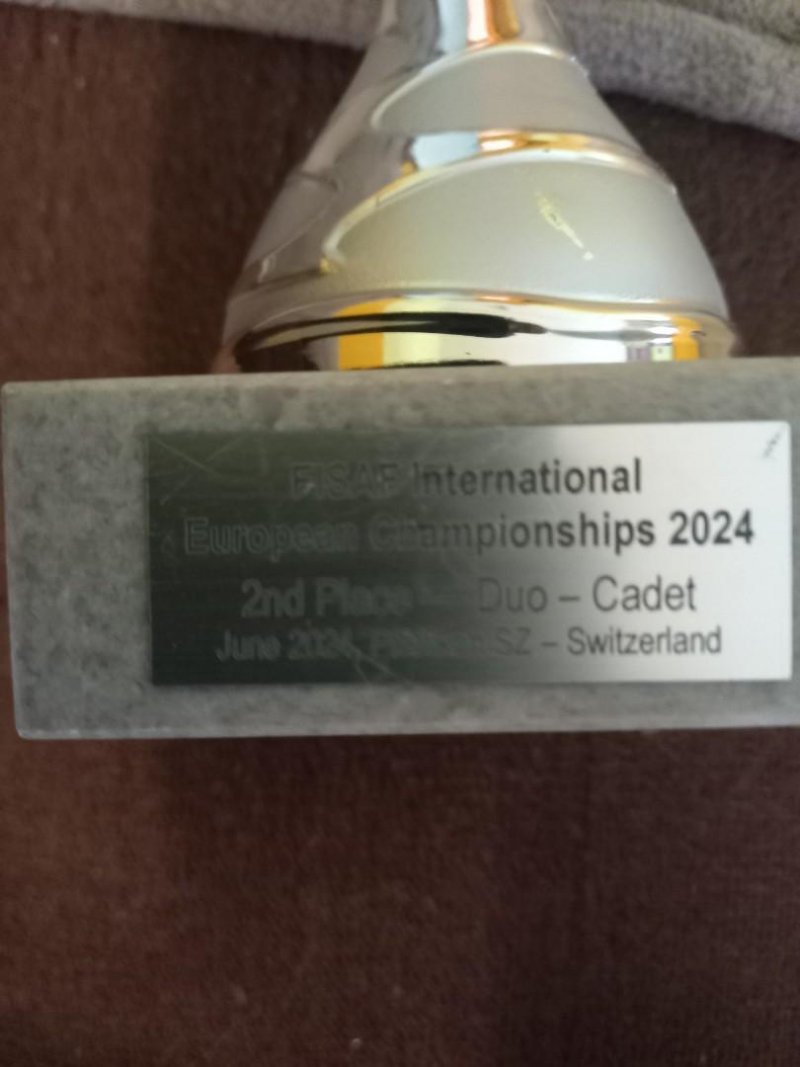 FISAF International
European Championships 2024
2nd Place – Duo – Cadet
June 2024, SZ – Switzerland